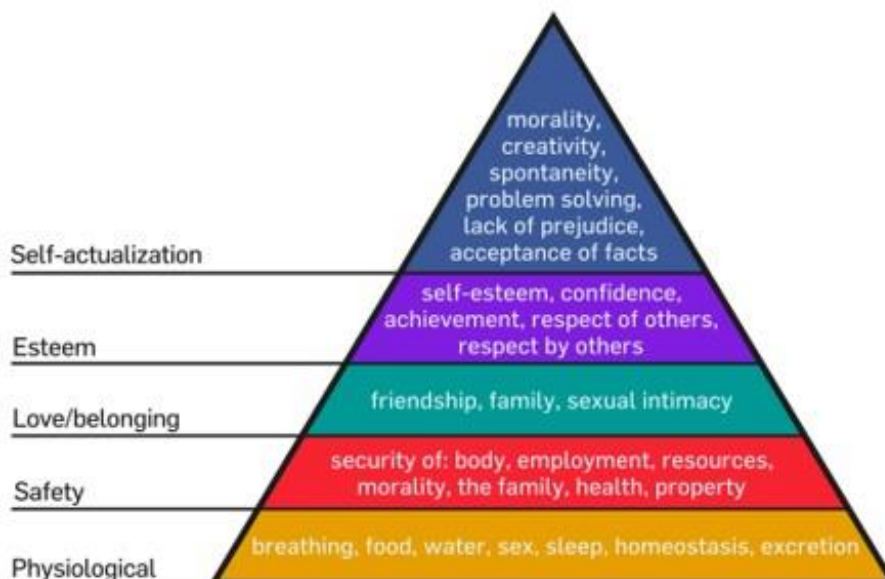 morality,
creativity,
spontaneity,
problem solving,
lack of prejudice,
acceptance of facts
Self-actualization
self-esteem, confidence,
achievement, respect of others,
respect by others
Esteem
friendship, family, sexual intimacy
Love/belonging
security of: body, employment, resources,
morality, the family, health, property
Safety
breathing, food, water, sex, sleep, homeostasis, excretion
Physiological